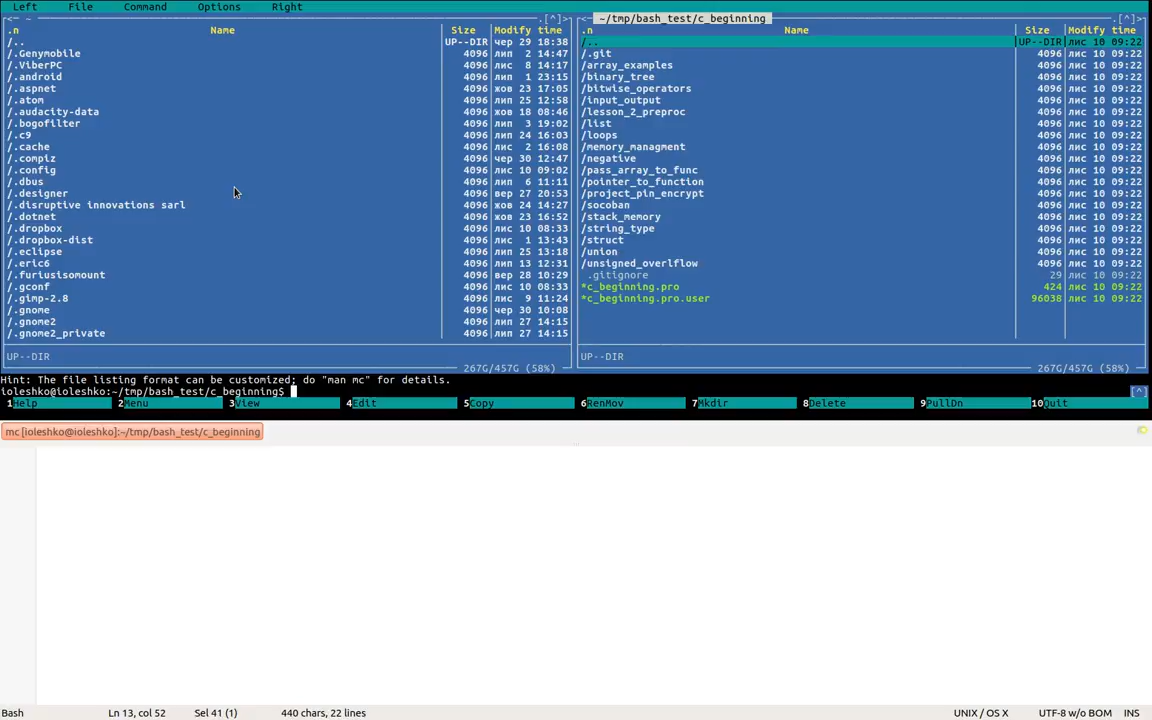 Left File Command Options Right
<─ ~ .[^]>
.n Name Size Modify time
/.. UP--DIR чер 29 18:38
/.Genymobile 4096 лип 2 14:47
/.ViberPC 4096 лис 8 14:17
/.android 4096 лип 1 23:15
/.aspnet 4096 жов 23 17:05
/.atom 4096 лип 25 12:58
/.audacity-data 4096 жов 18 08:46
/.bogofilter 4096 лип 3 19:02
/.c9 4096 лип 24 16:03
/.cache 4096 лис 2 16:08
/.compiz 4096 чер 30 12:47
/.config 4096 лис 10 09:02
/.dbus 4096 лип 6 11:11
/.designer 4096 вер 27 20:53
/.disruptive innovations sarl 4096 жов 24 14:27
/.dotnet 4096 жов 23 16:52
/.dropbox 4096 лис 10 08:33
/.dropbox-dist 4096 лис 1 13:43
/.eclipse 4096 лип 25 13:18
/.eric6 4096 лип 13 12:31
/.furiusisomount 4096 вер 28 10:29
/.gconf 4096 лис 10 08:33
/.gimp-2.8 4096 лис 9 11:24
/.gnome 4096 чер 30 10:08
/.gnome2 4096 лип 27 14:15
/.gnome2_private 4096 лип 27 14:15
UP--DIR
267G/457G (58%)
<─ ~/tmp/bash_test/c_beginning .[^]>
.n Name Size Modify time
/.. UP--DIR лис 10 09:22
/.git 4096 лис 10 09:22
/array_examples 4096 лис 10 09:22
/binary_tree 4096 лис 10 09:22
/bitwise_operators 4096 лис 10 09:22
/input_output 4096 лис 10 09:22
/lesson_2_preproc 4096 лис 10 09:22
/list 4096 лис 10 09:22
/loops 4096 лис 10 09:22
/memory_managment 4096 лис 10 09:22
/negative 4096 лис 10 09:22
/pass_array_to_func 4096 лис 10 09:22
/pointer_to_function 4096 лис 10 09:22
/project_pin_encrypt 4096 лис 10 09:22
/socoban 4096 лис 10 09:22
/stack_memory 4096 лис 10 09:22
/string_type 4096 лис 10 09:22
/struct 4096 лис 10 09:22
/union 4096 лис 10 09:22
/unsigned_overlflow 4096 лис 10 09:22
.gitignore 29 лис 10 09:22
*c_beginning.pro 424 лис 10 09:22
*c_beginning.pro.user 96038 лис 10 09:22
UP--DIR
267G/457G (58%)
Hint: The file listing format can be customized; do "man mc" for details.
ioleshko@ioleshko:~/tmp/bash_test/c_beginning$ [^]
1Help 2Menu 3View 4Edit 5Copy 6RenMov 7Mkdir 8Delete 9PullDn 10Quit
mc [ioleshko@ioleshko]:~/tmp/bash_test/c_beginning
Bash Ln 13, col 52 Sel 41 (1) 440 chars, 22 lines UNIX / OS X UTF-8 w/o BOM INS